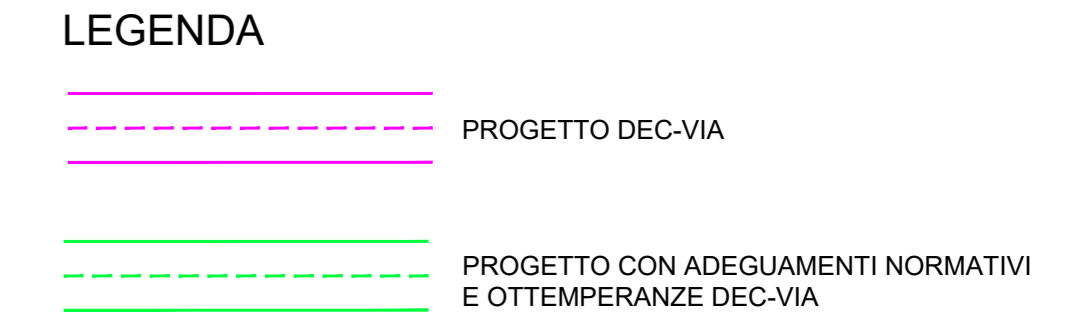 LEGENDA
PROGETTO DEC-VIA
PROGETTO CON ADEGUAMENTI NORMATIVI
E OTTEMPERANZE DEC-VIA